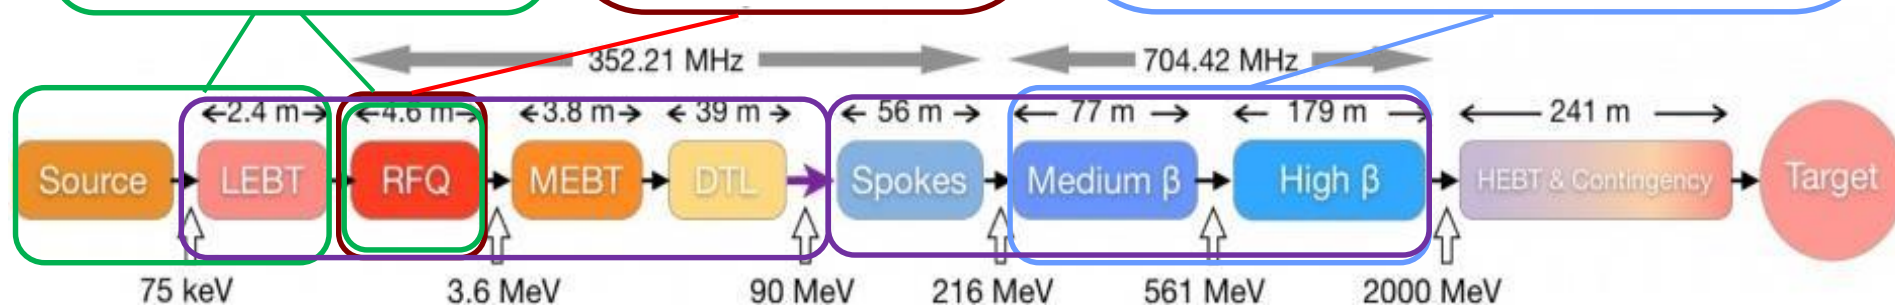 352.21 MHz 704.42 MHz
2.4 m 4.6 m 3.8 m 39 m 56 m 77 m 179 m 241 m
Source LEBT RFQ MEBT DTL Spokes Medium β High β HEBT & Contingency Target
75 keV 3.6 MeV 90 MeV 216 MeV 561 MeV 2000 MeV